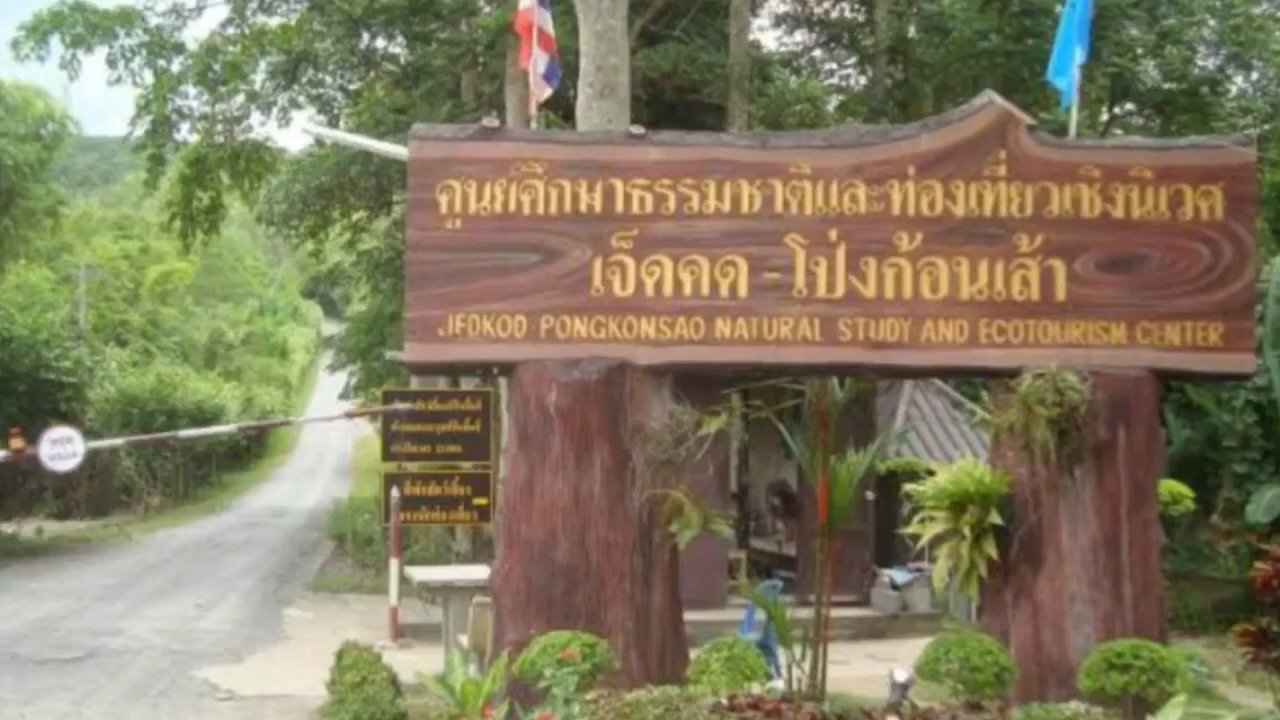 ศูนย์ศึกษาธรรมชาติและท่องเที่ยวเชิงนิเวศ
เจ็ดคด - โป่งก้อนเส้า
JEDKOD PONGKONSAO NATURAL STUDY AND ECOTOURISM CENTER